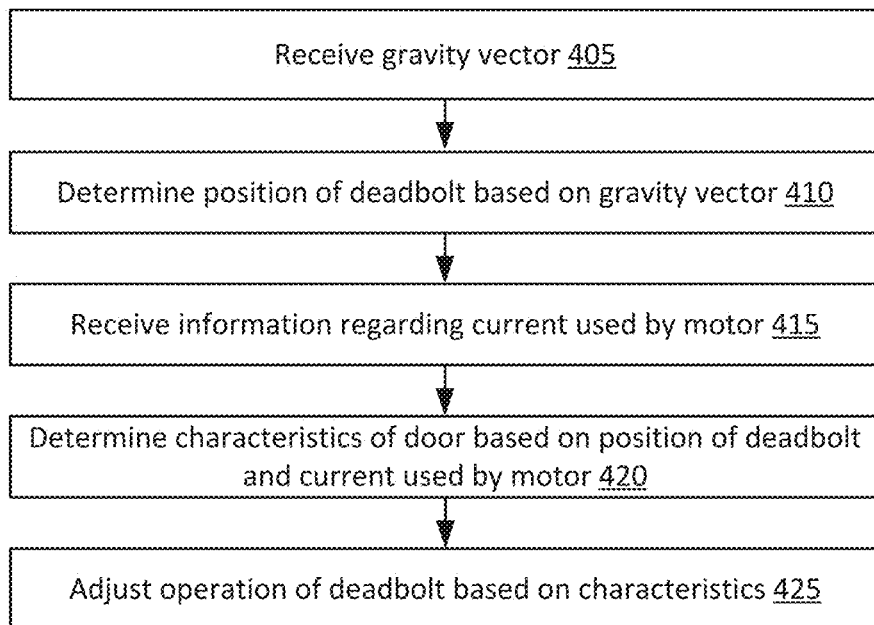 Receive gravity vector 405
Determine position of deadbolt based on gravity vector 410
Receive information regarding current used by motor 415
Determine characteristics of door based on position of deadbolt
and current used by motor 420
Adjust operation of deadbolt based on characteristics 425